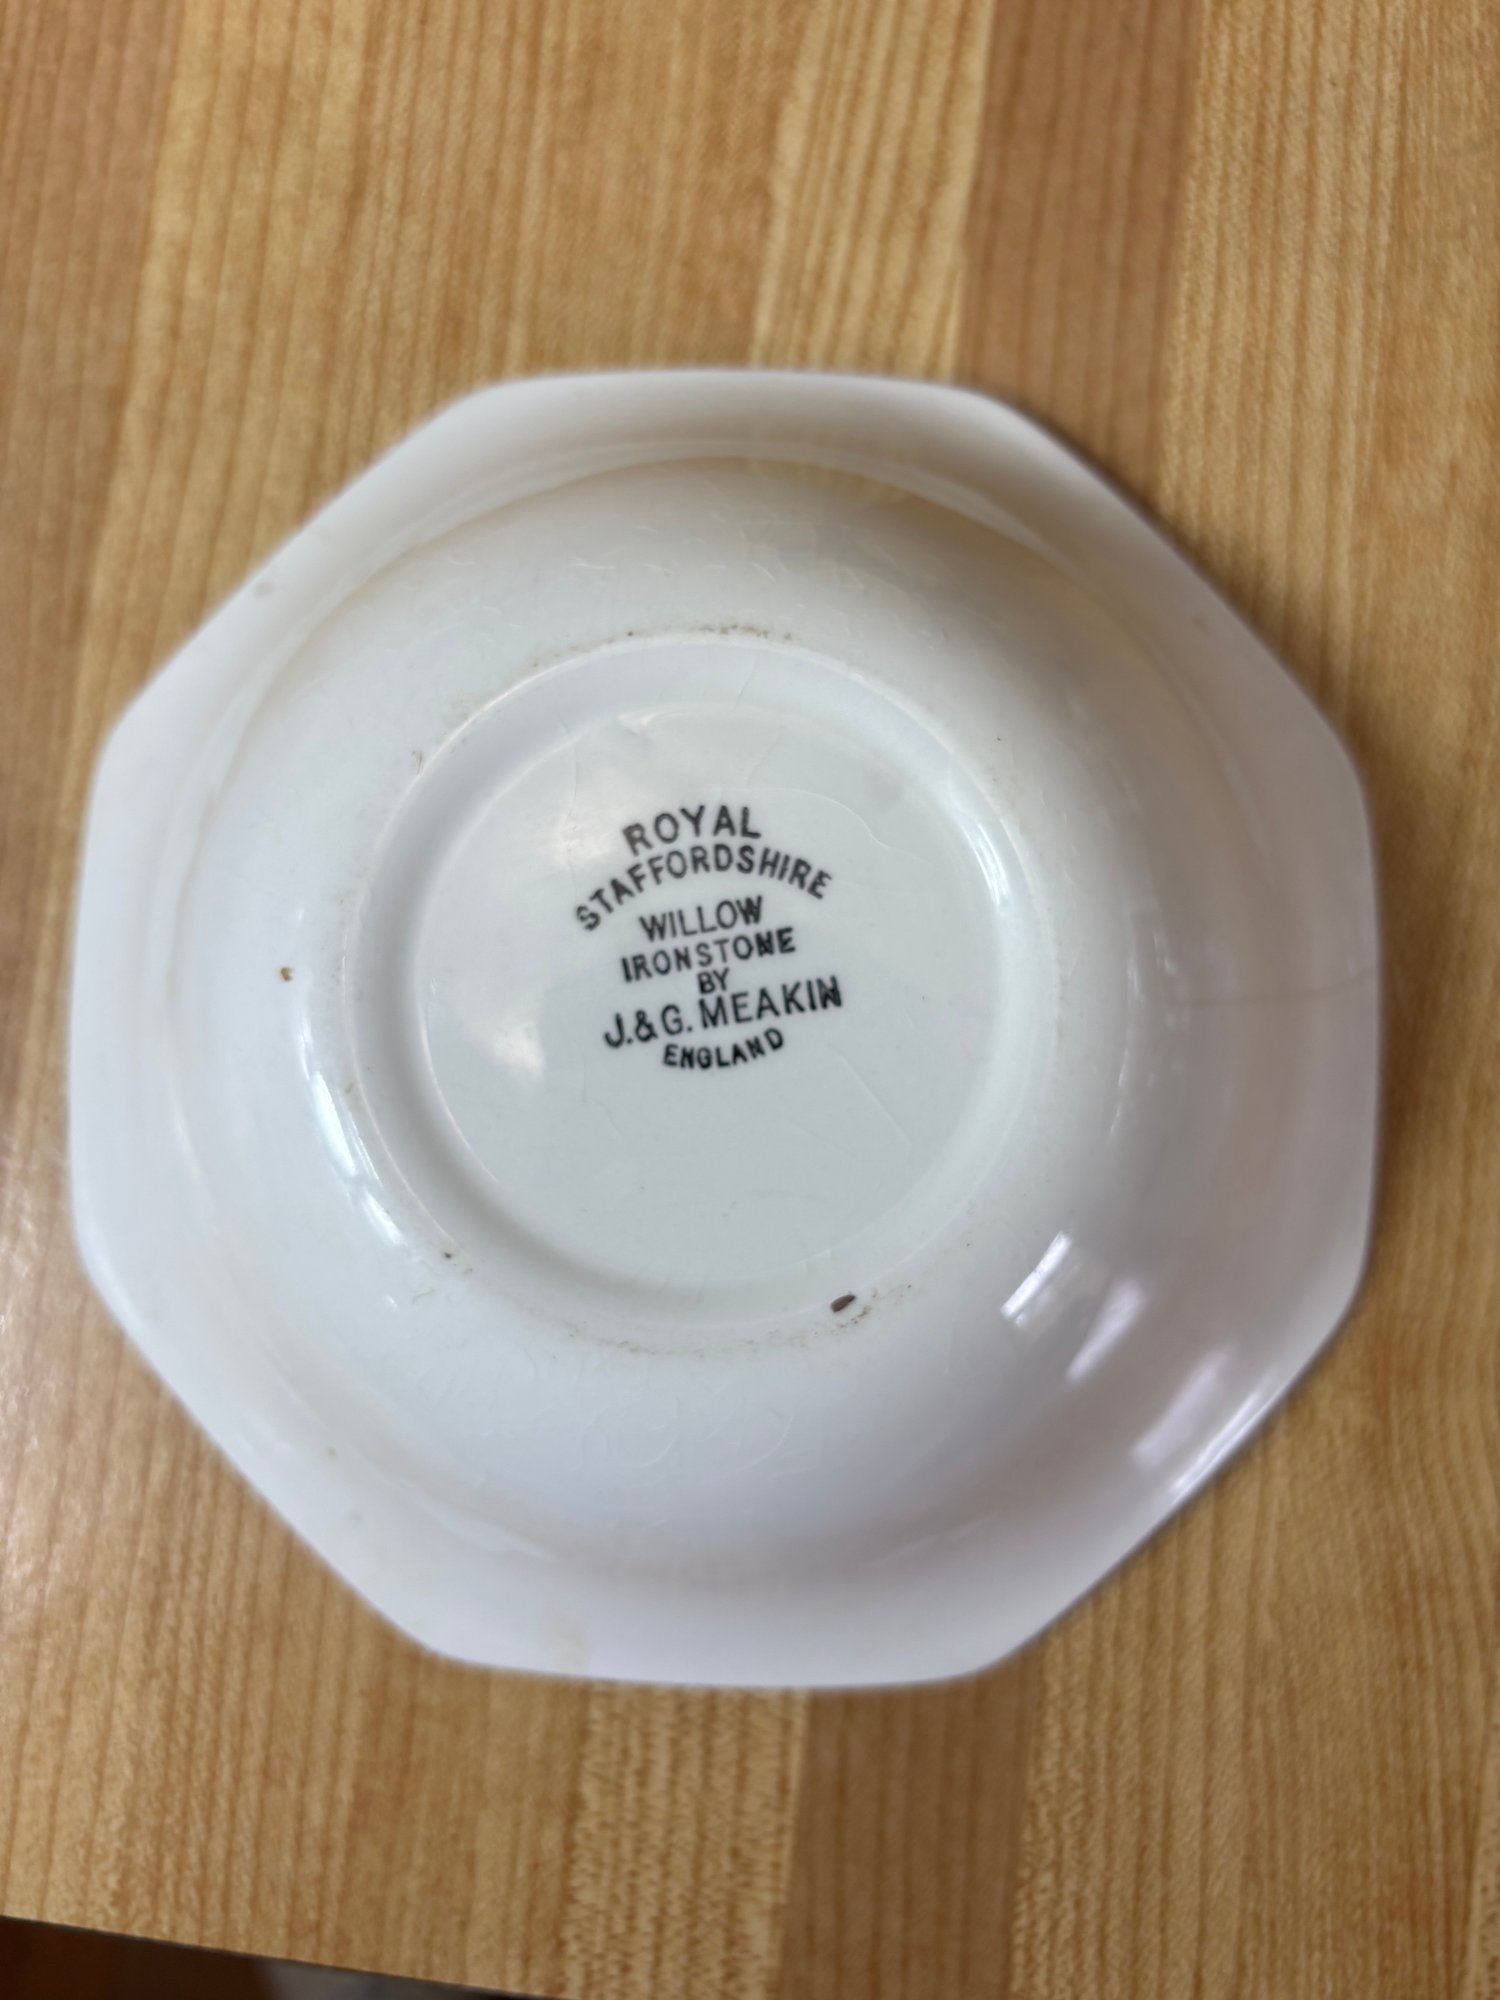 ROYAL
STAFFORDSHIRE
WILLOW
IRONSTONE
BY
J.&G. MEAKIN
ENGLAND